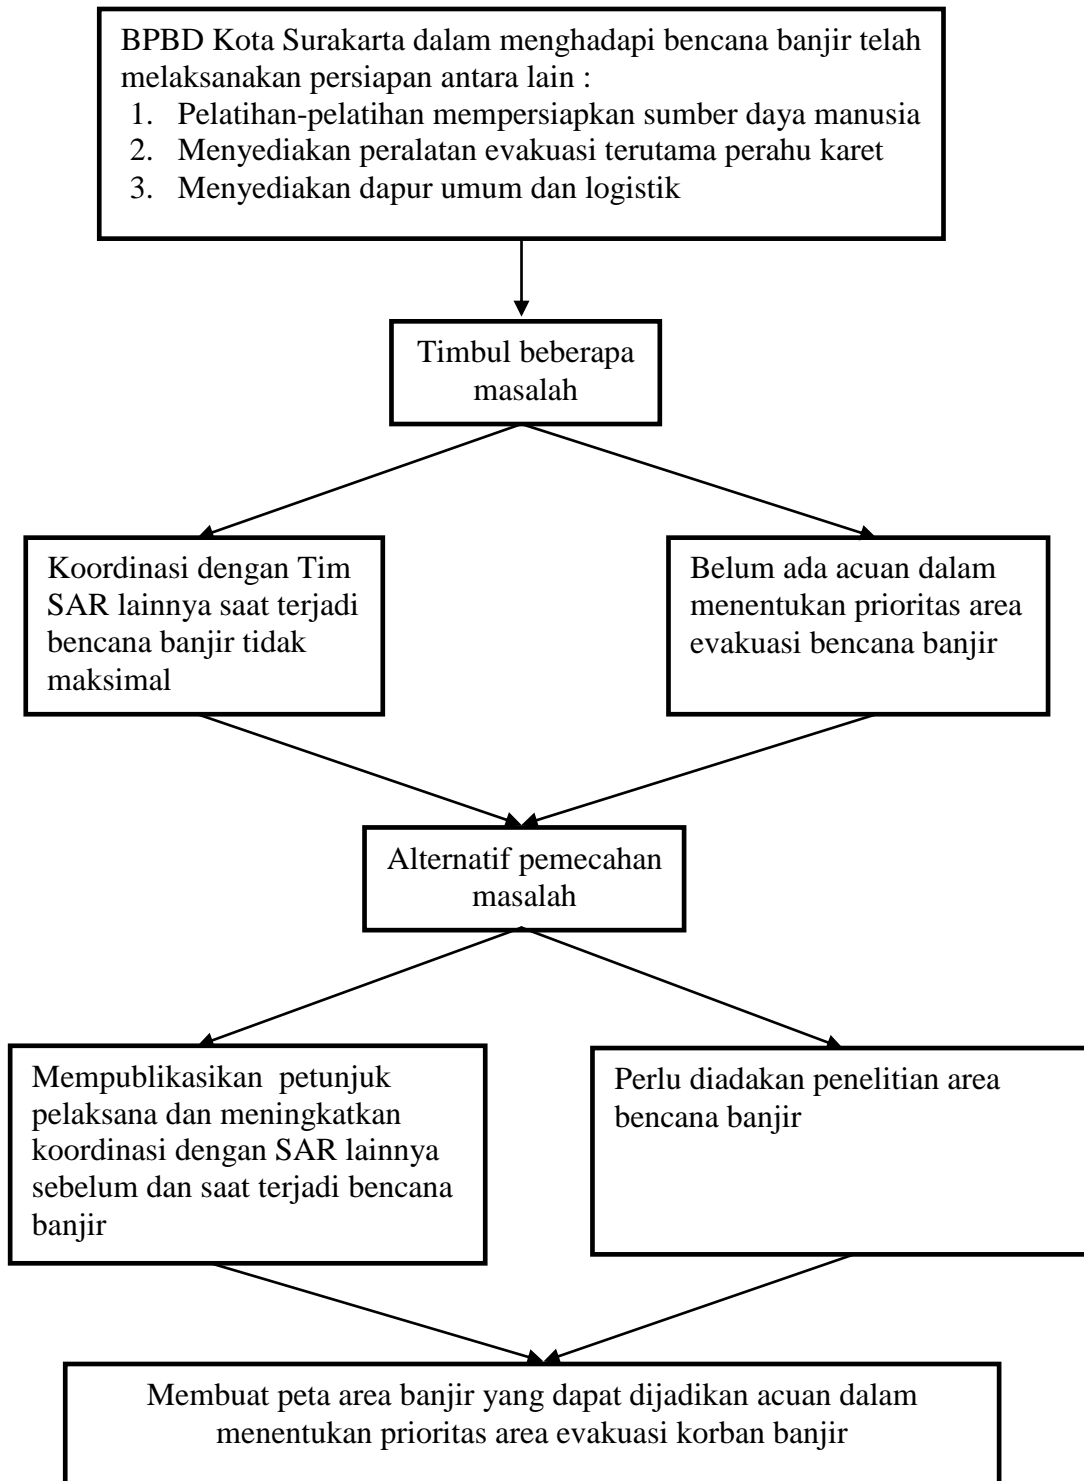 BPBD Kota Surakarta dalam menghadapi bencana banjir telah
melaksanakan persiapan antara lain :
1. Pelatihan-pelatihan mempersiapkan sumber daya manusia
2. Menyediakan peralatan evakuasi terutama perahu karet
3. Menyediakan dapur umum dan logistik
Timbul beberapa
masalah
Koordinasi dengan Tim
SAR lainnya saat terjadi
bencana banjir tidak
maksimal
Belum ada acuan dalam
menentukan prioritas area
evakuasi bencana banjir
Alternatif pemecahan
masalah
Mempublikasikan petunjuk
pelaksana dan meningkatkan
koordinasi dengan SAR lainnya
sebelum dan saat terjadi bencana
banjir
Perlu diadakan penelitian area
bencana banjir
Membuat peta area banjir yang dapat dijadikan acuan dalam
menentukan prioritas area evakuasi korban banjir